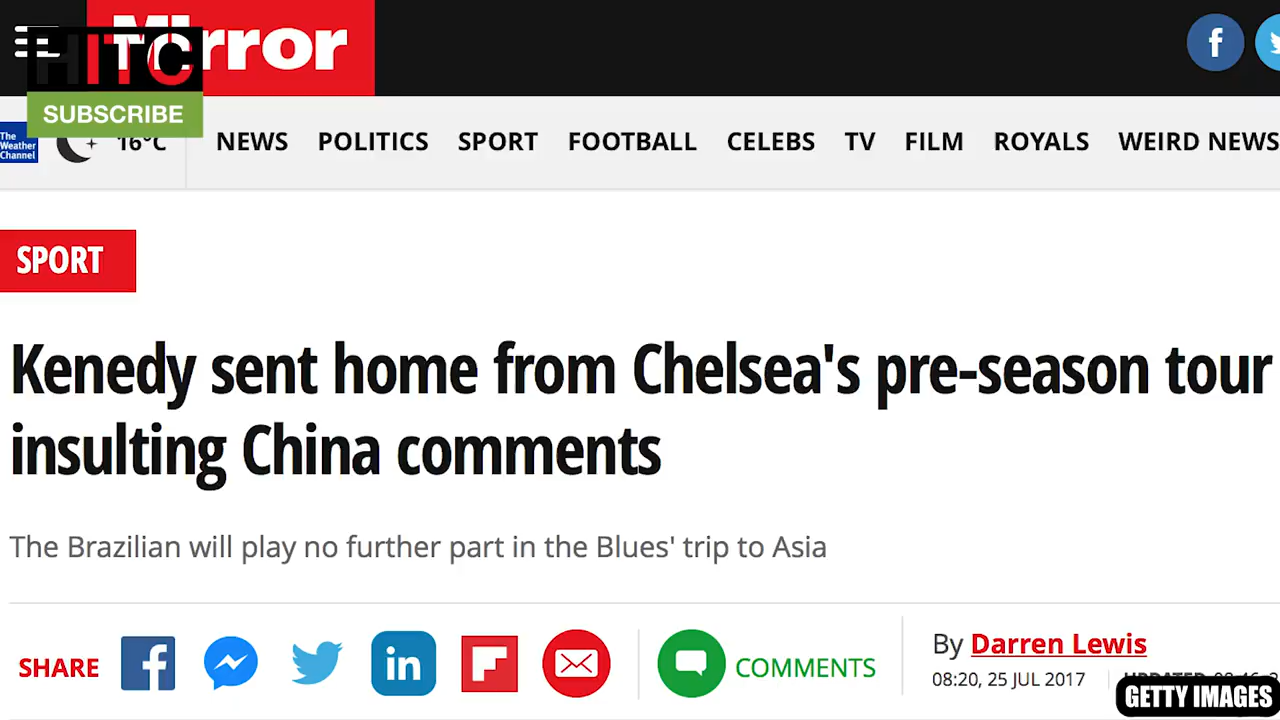 Mirror
HITC
SUBSCRIBE
The
Weather
Channel
16°C
NEWS POLITICS SPORT FOOTBALL CELEBS TV FILM ROYALS WEIRD NEWS
SPORT
Kenedy sent home from Chelsea's pre-season tour
insulting China comments
The Brazilian will play no further part in the Blues' trip to Asia
SHARE
COMMENTS
By Darren Lewis
08:20, 25 JUL 2017
UPDATED
GETTY IMAGES